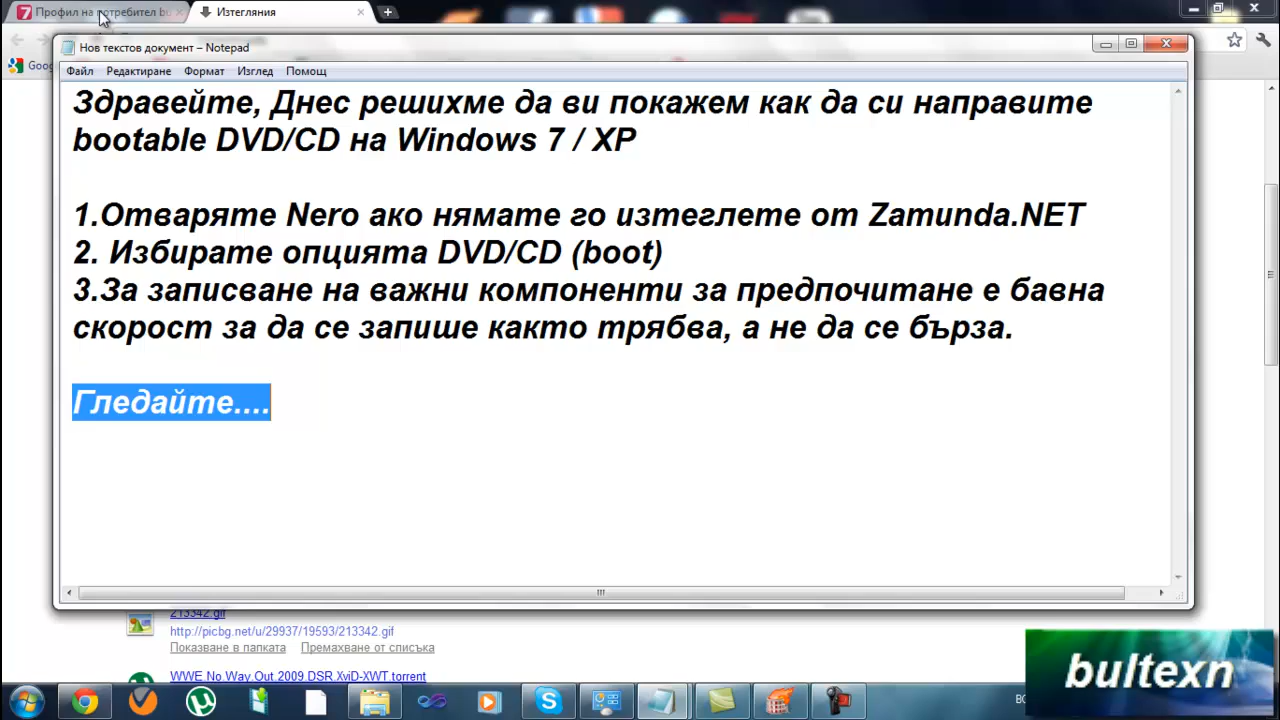 Профил на потребител bu
Изтегляния
Нов текстов документ – Notepad
Файл Редактиране Формат Изглед Помощ
Здравейте, Днес решихме да ви покажем как да си направите
bootable DVD/CD на Windows 7 / XP
1.Отваряте Nero ако нямате го изтеглете от Zamunda.NET
2. Избирате опцията DVD/CD (boot)
3.За записване на важни компоненти за предпочитане е бавна
скорост за да се запише както трябва, а не да се бърза.
Гледайте....
213342.gif
http://picbg.net/u/29937/19593/213342.gif
Показване в папката Премахване от списъка
WWE No Way Out 2009 DSR XviD-XWT torrent
bultexn